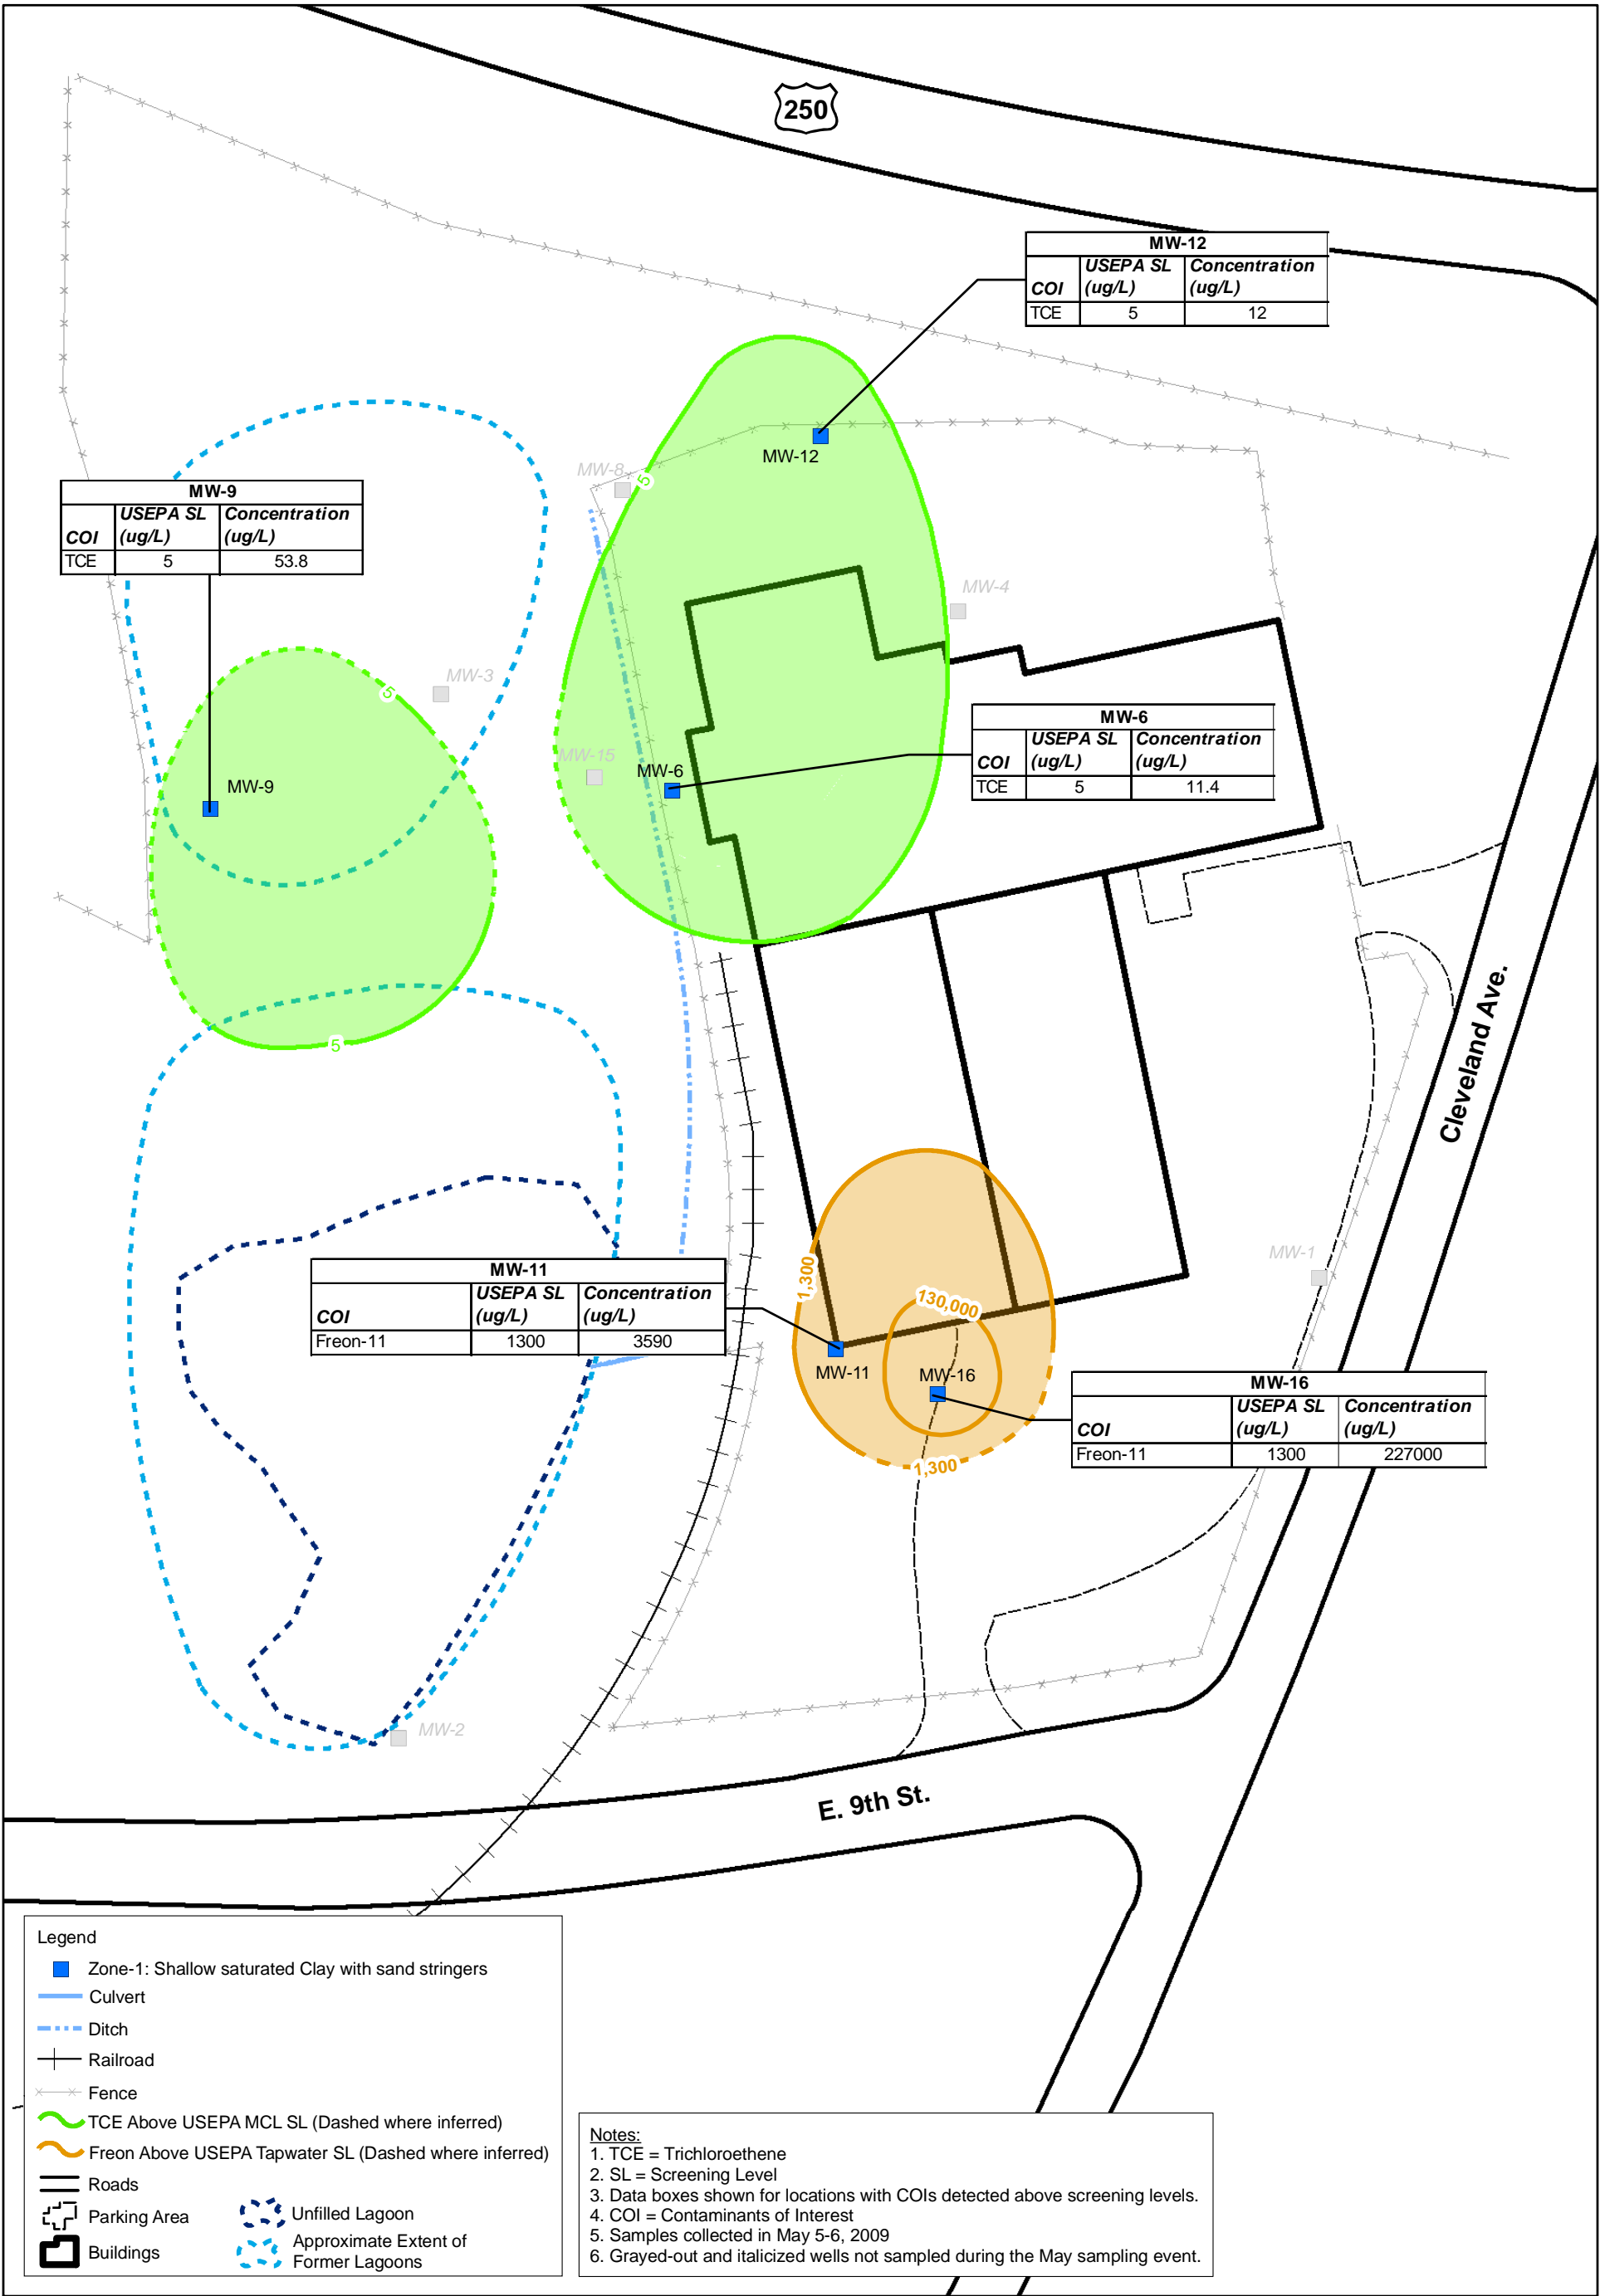 250
MW-12
COI USEPA SL (ug/L) Concentration (ug/L)
TCE 5 12
MW-12
MW-8
5
MW-9
COI USEPA SL (ug/L) Concentration (ug/L)
TCE 5 53.8
MW-4
MW-3
5
MW-6
COI USEPA SL (ug/L) Concentration (ug/L)
TCE 5 11.4
MW-15
MW-6
MW-9
5
Cleveland Ave.
MW-1
1,300
MW-11
COI USEPA SL (ug/L) Concentration (ug/L)
Freon-11 1300 3590
130,000
MW-11
MW-16
MW-16
COI USEPA SL (ug/L) Concentration (ug/L)
Freon-11 1300 227000
1,300
MW-2
E. 9th St.
Legend
Zone-1: Shallow saturated Clay with sand stringers
Culvert
Ditch
Railroad
Fence
TCE Above USEPA MCL SL (Dashed where inferred)
Freon Above USEPA Tapwater SL (Dashed where inferred)
Roads
Parking Area
Unfilled Lagoon
Buildings
Approximate Extent of
Former Lagoons
Notes:
1. TCE = Trichloroethene
2. SL = Screening Level
3. Data boxes shown for locations with COIs detected above screening levels.
4. COI = Contaminants of Interest
5. Samples collected in May 5-6, 2009
6. Grayed-out and italicized wells not sampled during the May sampling event.